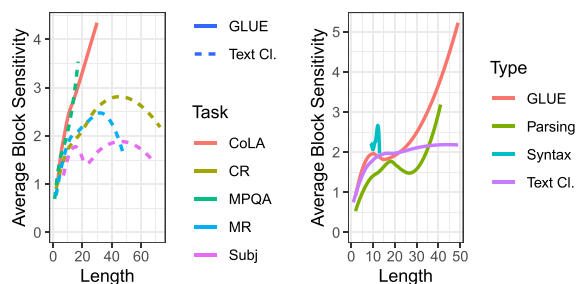 Average Block Sensitivity
4
3
2
1
0
0 20 40 60
Length
GLUE
Text Cl.
Task
CoLA
CR
MPQA
MR
Subj
Average Block Sensitivity
5
4
3
2
1
0
0 10 20 30 40 50
Length
Type
GLUE
Parsing
Syntax
Text Cl.